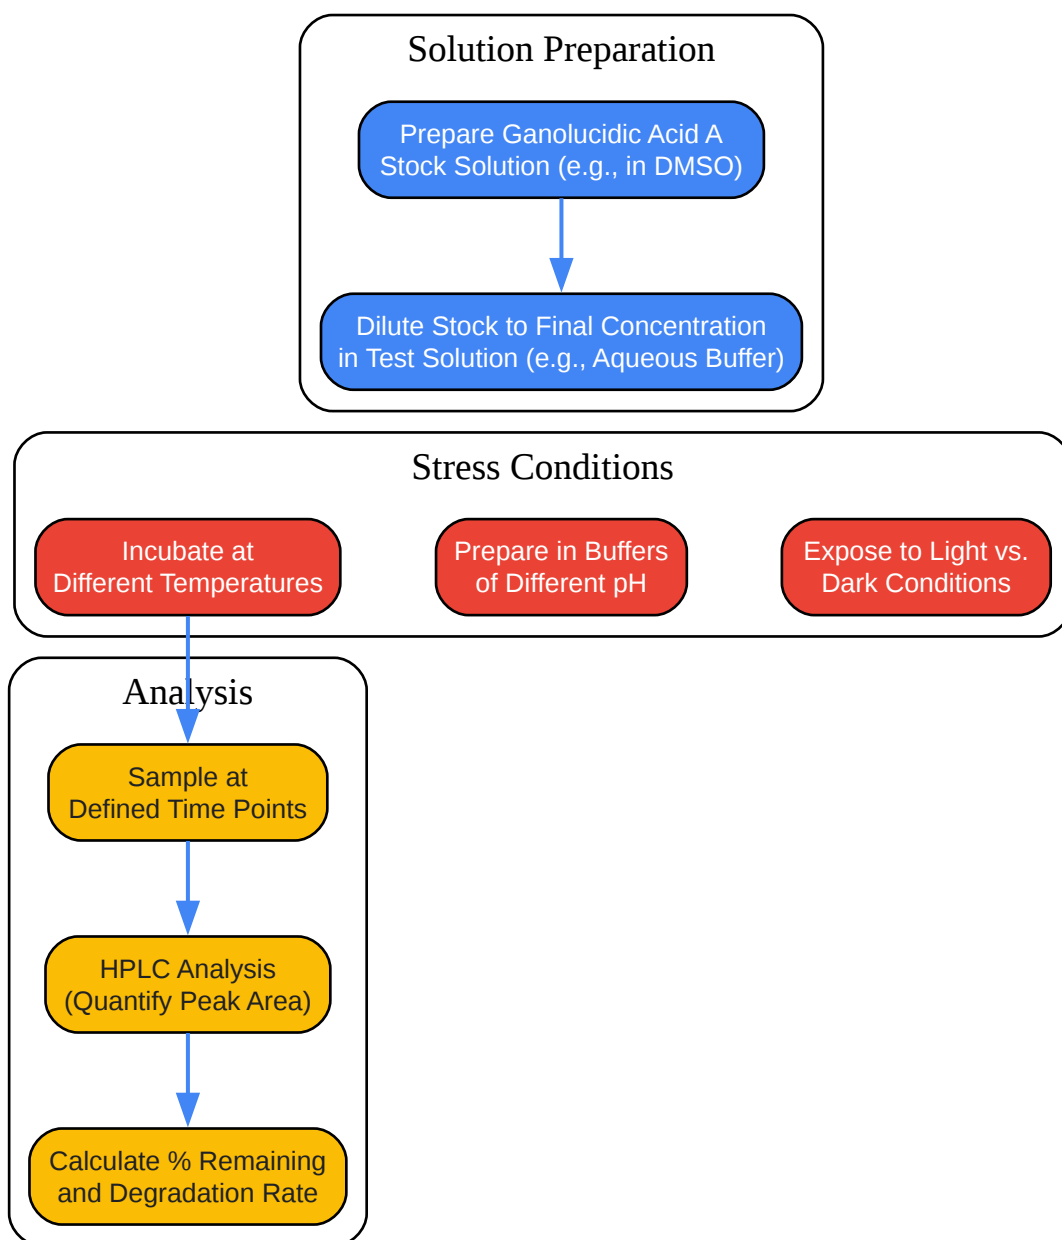 Solution Preparation
Prepare Ganolucidic Acid A
Stock Solution (e.g., in DMSO)
Dilute Stock to Final Concentration
in Test Solution (e.g., Aqueous Buffer)
Stress Conditions
Incubate at
Different Temperatures
Prepare in Buffers
of Different pH
Expose to Light vs.
Dark Conditions
Analysis
Sample at
Defined Time Points
HPLC Analysis
(Quantify Peak Area)
Calculate % Remaining
and Degradation Rate